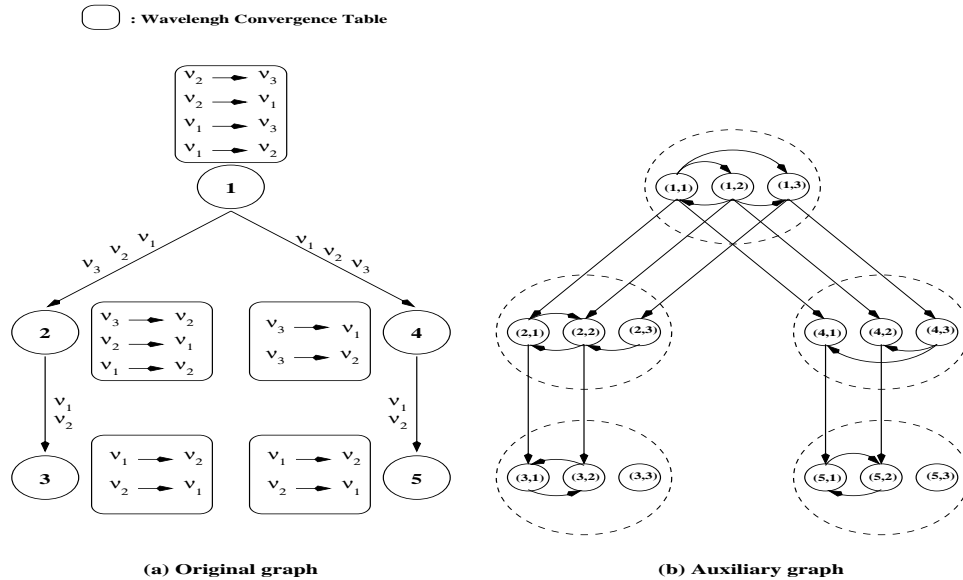 : Wavelengh Convergence Table
ν2 → ν3
ν2 → ν1
ν1 → ν3
ν1 → ν2
1
ν3 ν2 ν1
ν1 ν2 ν3
2
ν3 → ν2
ν2 → ν1
ν1 → ν2
ν3 → ν1
ν3 → ν2
4
ν1
ν2
ν1
ν2
3
ν1 → ν2
ν2 → ν1
ν1 → ν2
ν2 → ν1
5
(a) Original graph
(1,1) (1,2) (1,3)
(2,1) (2,2) (2,3)
(4,1) (4,2) (4,3)
(3,1) (3,2) (3,3)
(5,1) (5,2) (5,3)
(b) Auxiliary graph